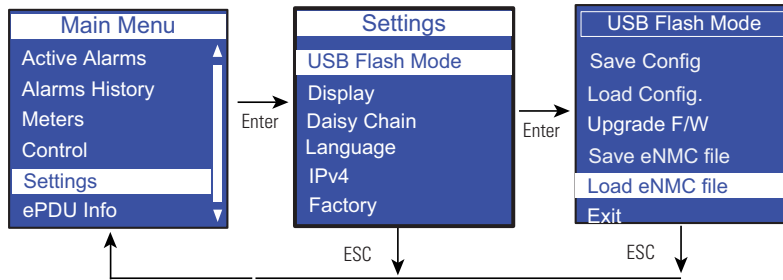 Main Menu
Active Alarms
Alarms History
Meters
Control
Settings
ePDU Info
Enter
Settings
USB Flash Mode
Display
Daisy Chain
Language
IPv4
Factory
Enter
USB Flash Mode
Save Config
Load Config.
Upgrade F/W
Save eNMC file
Load eNMC file
Exit
ESC
ESC